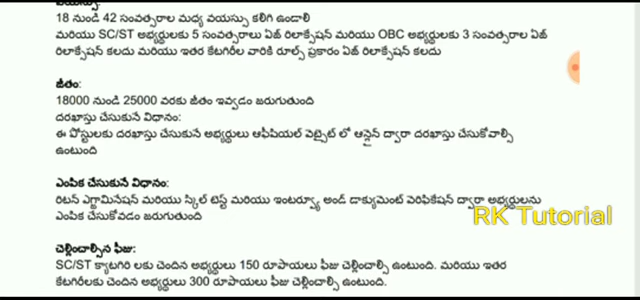 వయస్సు:
18 నుండి 42 సంవత్సరాల మధ్య వయస్సు కలిగి ఉండాలి
మరియు SC/ST అభ్యర్థులకు 5 సంవత్సరాలు ఏజ్ రిలాక్సేషన్ మరియు OBC అభ్యర్థులకు 3 సంవత్సరాల ఏజ్
రిలాక్సేషన్ కలదు మరియు ఇతర కేటగిరీల వారికి రూల్స్ ప్రకారం ఏజ్ రిలాక్సేషన్ కలదు
జీతం:
18000 నుండి 25000 వరకు జీతం ఇవ్వడం జరుగుతుంది
దరఖాస్తు చేసుకునే విధానం:
ఈ పోస్టులకు దరఖాస్తు చేసుకునే అభ్యర్థులు ఆఫీషియల్ వెబ్సైట్ లో ఆన్లైన్ ద్వారా దరఖాస్తు చేసుకోవాల్సి
ఉంటుంది
ఎంపిక చేసుకునే విధానం:
రిటన్ ఎగ్జామినేషన్ మరియు స్కిల్ టెస్ట్ మరియు ఇంటర్వ్యూ అండ్ డాక్యుమెంట్ వెరిఫికేషన్ ద్వారా అభ్యర్థులను
ఎంపిక చేసుకోవడం జరుగుతుంది
RK Tutorial
చెల్లించాల్సిన ఫీజు:
SC/ST క్యాటగిరి లకు చెందిన అభ్యర్థులు 150 రూపాయలు ఫీజు చెల్లించాల్సి ఉంటుంది. మరియు ఇతర
కేటగిరీలకు చెందిన అభ్యర్థులు 300 రూపాయలు ఫీజు చెల్లించాల్సి ఉంటుంది.